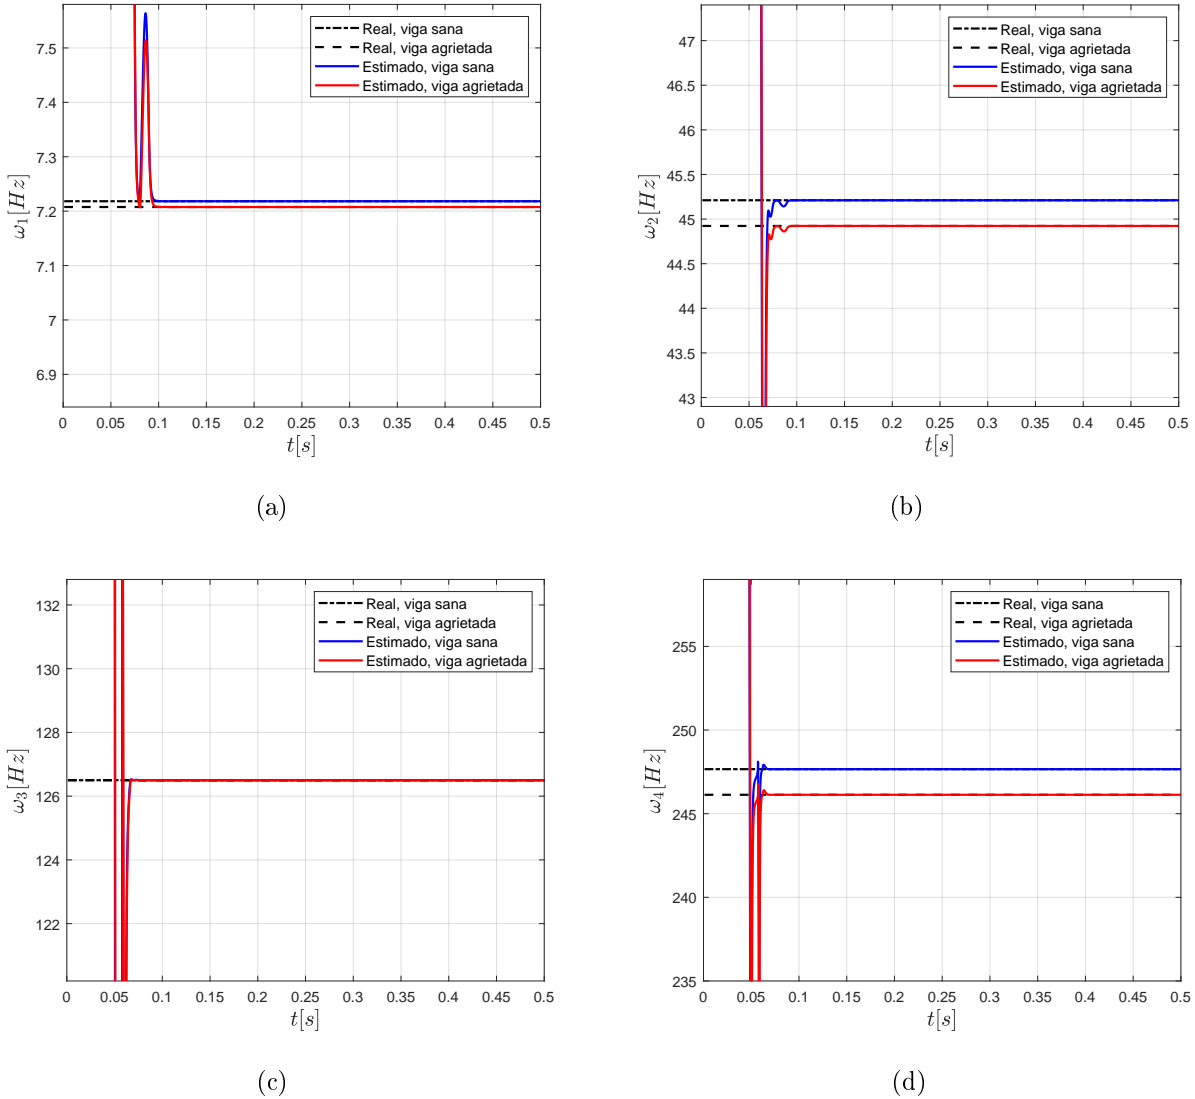 7.5
7.4
7.3
7.2
7.1
7
6.9
ω₁[Hz]
0 0.05 0.1 0.15 0.2 0.25 0.3 0.35 0.4 0.45 0.5
t[s]
Real, viga sana
Real, viga agrietada
Estimado, viga sana
Estimado, viga agrietada
(a)
47
46.5
46
45.5
45
44.5
44
43.5
43
ω₂[Hz]
0 0.05 0.1 0.15 0.2 0.25 0.3 0.35 0.4 0.45 0.5
t[s]
Real, viga sana
Real, viga agrietada
Estimado, viga sana
Estimado, viga agrietada
(b)
132
130
128
126
124
122
ω₃[Hz]
0 0.05 0.1 0.15 0.2 0.25 0.3 0.35 0.4 0.45 0.5
t[s]
Real, viga sana
Real, viga agrietada
Estimado, viga sana
Estimado, viga agrietada
(c)
255
250
245
240
235
ω₄[Hz]
0 0.05 0.1 0.15 0.2 0.25 0.3 0.35 0.4 0.45 0.5
t[s]
Real, viga sana
Real, viga agrietada
Estimado, viga sana
Estimado, viga agrietada
(d)